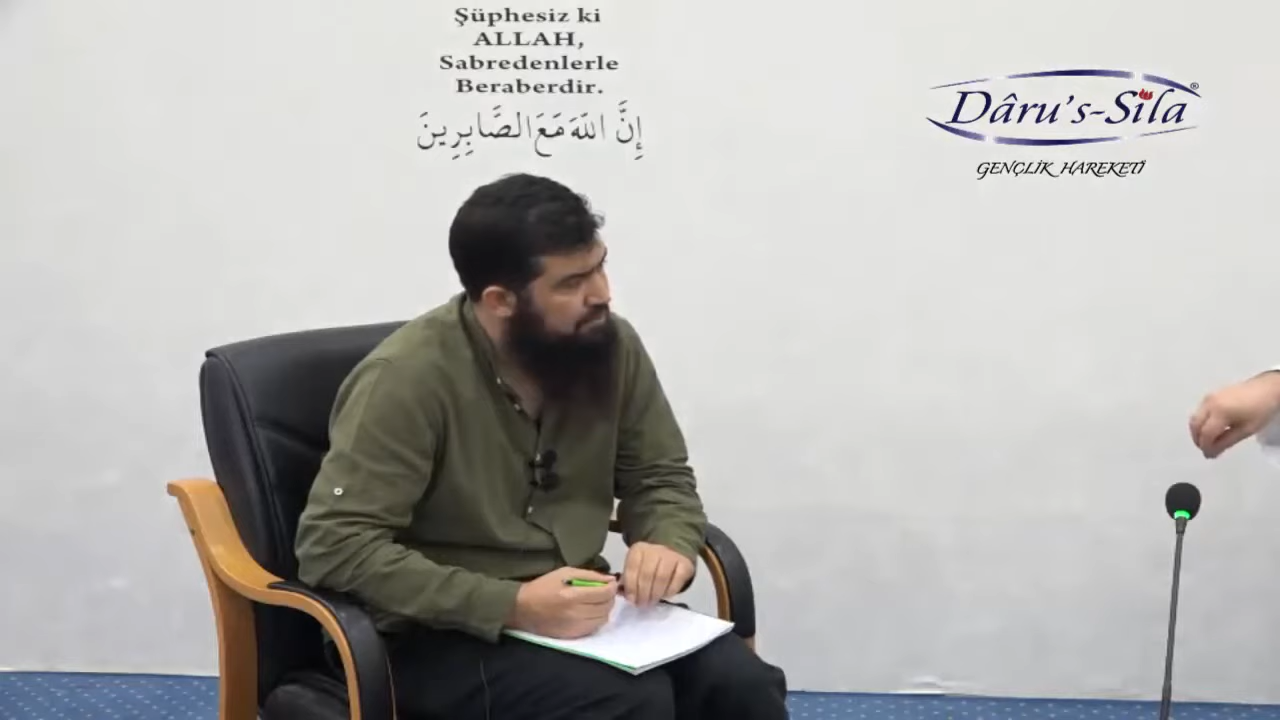 Şüphesiz ki
ALLAH,
Sabredenlerle
Beraberdir.
إِنَّ اللَّهَ مَعَ الصَّابِرِينَ
Dâru's-Sıla®
GENÇLİK HAREKETİ